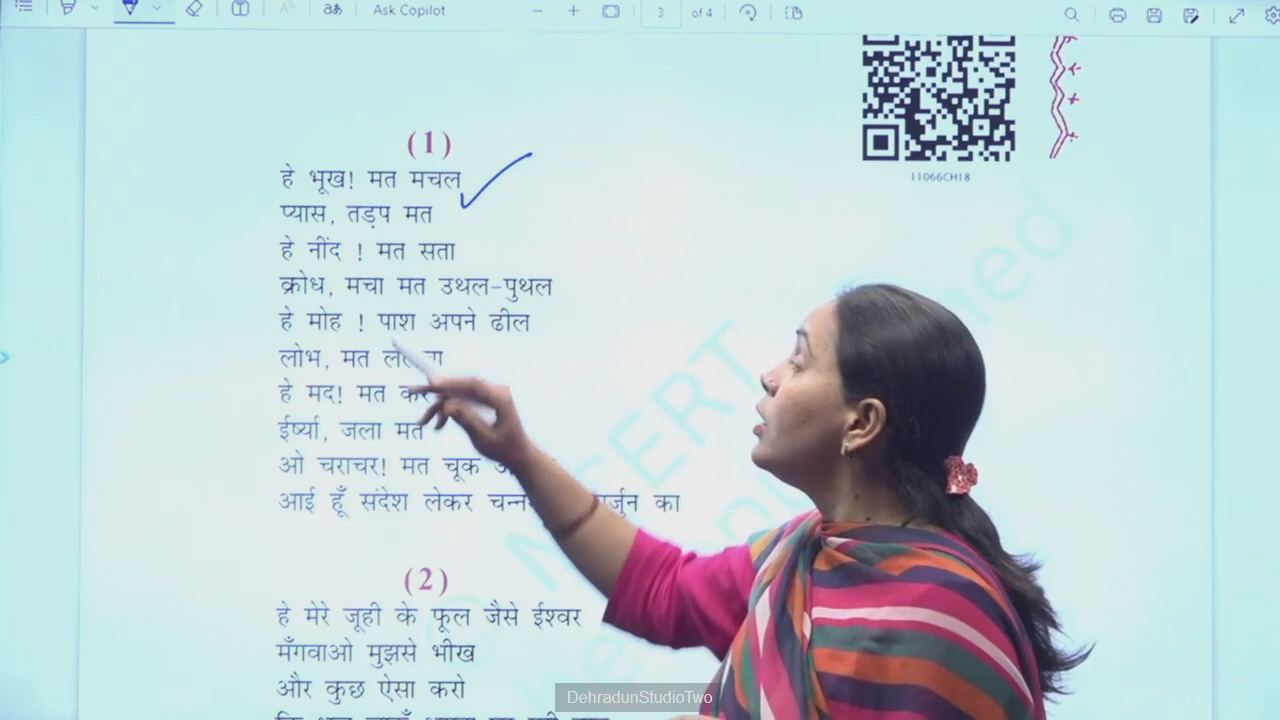 Ask Copilot
3 of 4
11066CH18
(1)
हे भूख! मत मचल
प्यास, तड़प मत
हे नींद ! मत सता
क्रोध, मचा मत उथल-पुथल
हे मोह ! पाश अपने ढील
लोभ, मत
हे मद! मत
ईर्ष्या, जला मत
ओ चराचर! मत चूक
आई हूँ संदेश लेकर का
(2)
हे मेरे जूही के फूल जैसे ईश्वर
मँगवाओ मुझसे भीख
और कुछ ऐसा करो
DehradunStudioTwo